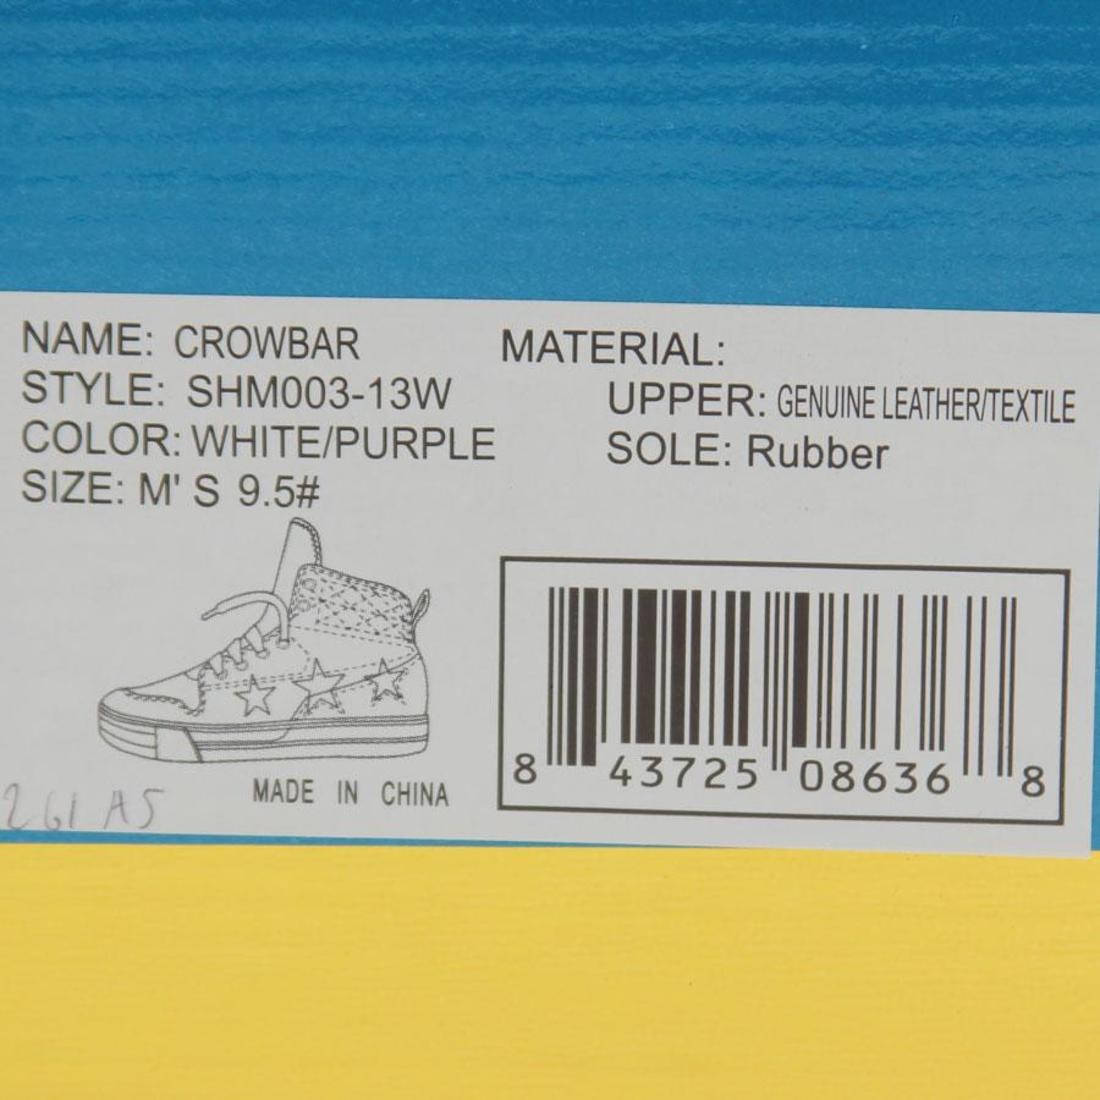 NAME: CROWBAR
STYLE: SHM003-13W
COLOR: WHITE/PURPLE
SIZE: M' S 9.5#
MATERIAL:
UPPER: GENUINE LEATHER/TEXTILE
SOLE: Rubber
MADE IN CHINA
8 43725 08636 8
261 A5